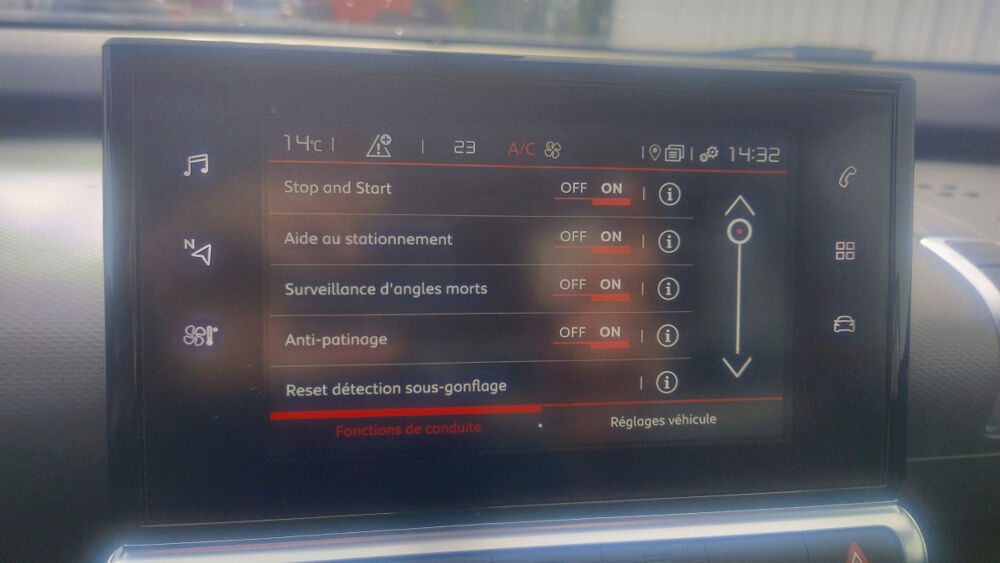 14°C 23 A/C 14:32
Stop and Start OFF ON i
Aide au stationnement OFF ON i
N
Surveillance d'angles morts OFF ON i
Anti-patinage OFF ON i
Reset détection sous-gonflage i
Fonctions de conduite Réglages véhicule